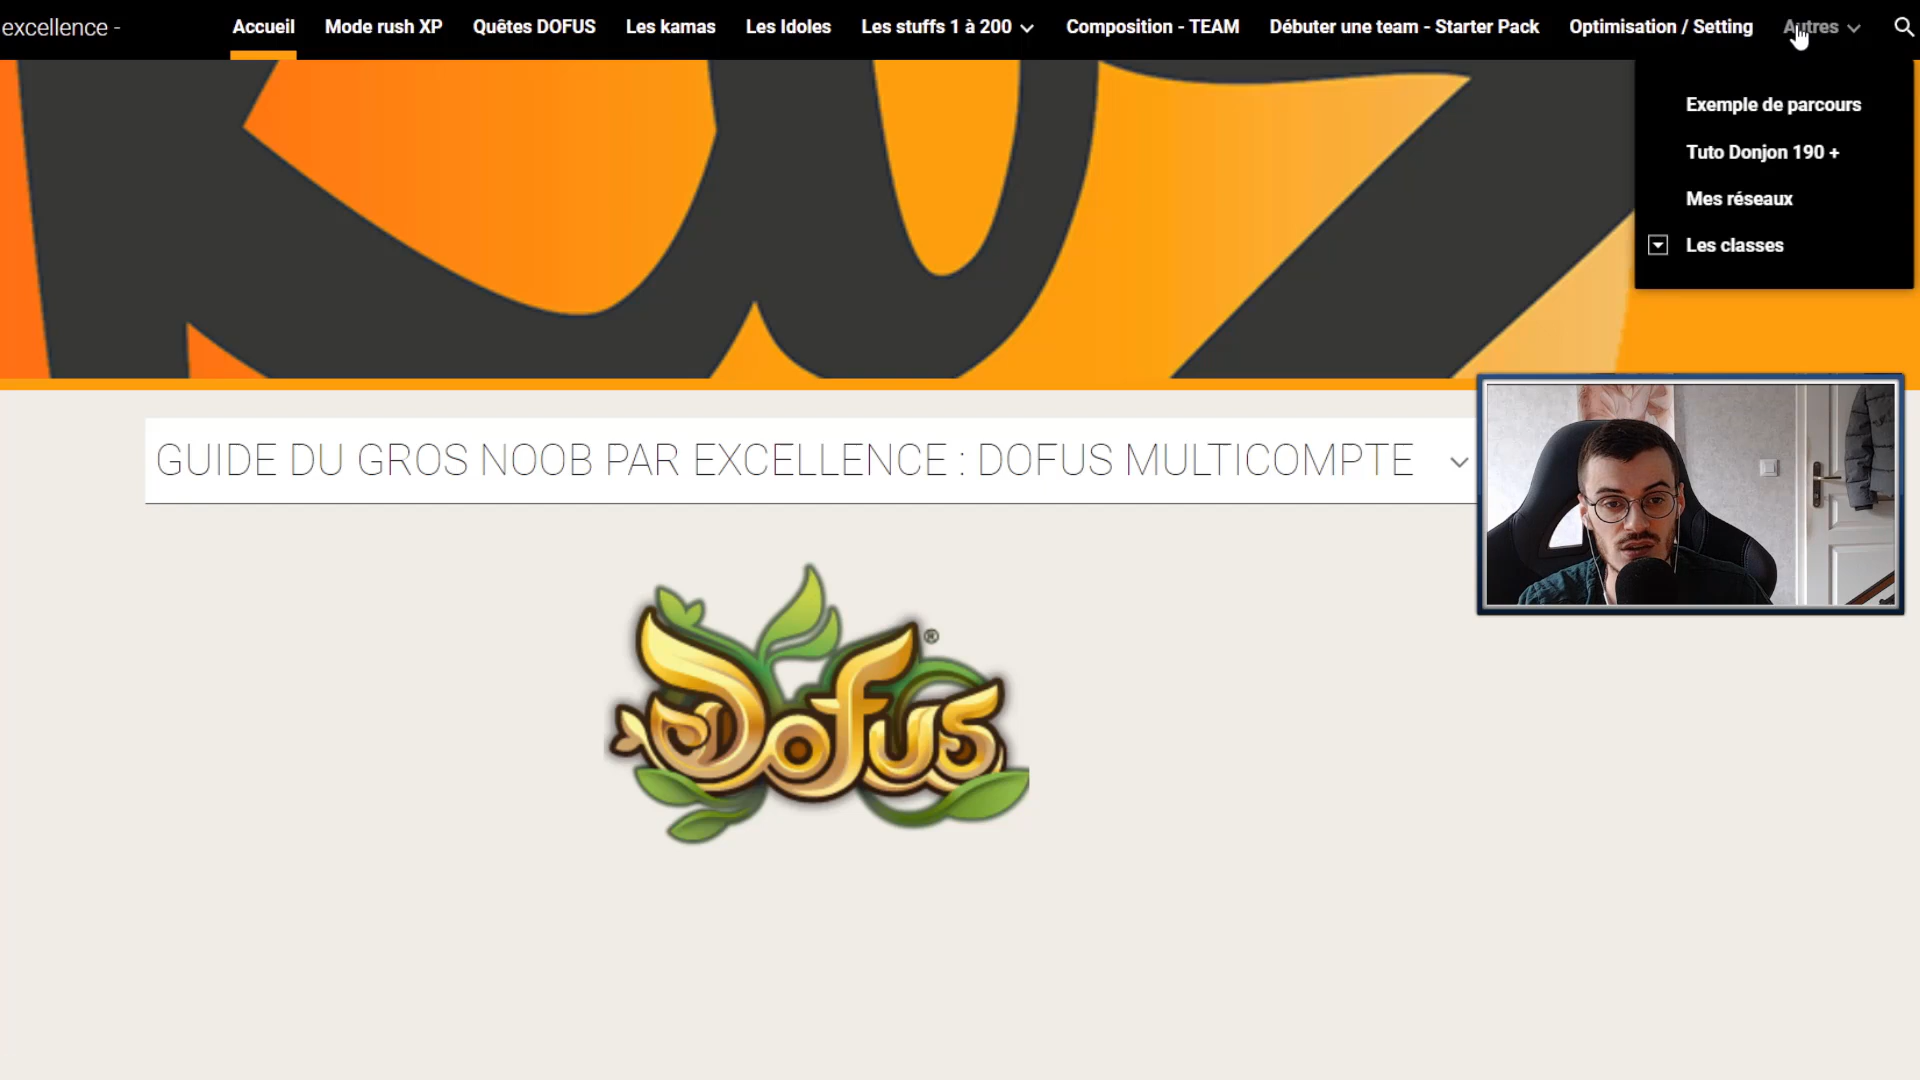 excellence -
Accueil
Mode rush XP
Quêtes DOFUS
Les kamas
Les Idoles
Les stuffs 1 à 200
Composition - TEAM
Débuter une team - Starter Pack
Optimisation / Setting
Autres
Exemple de parcours
Tuto Donjon 190 +
Mes réseaux
Les classes
GUIDE DU GROS NOOB PAR EXCELLENCE : DOFUS MULTICOMPTE
Dofus ®